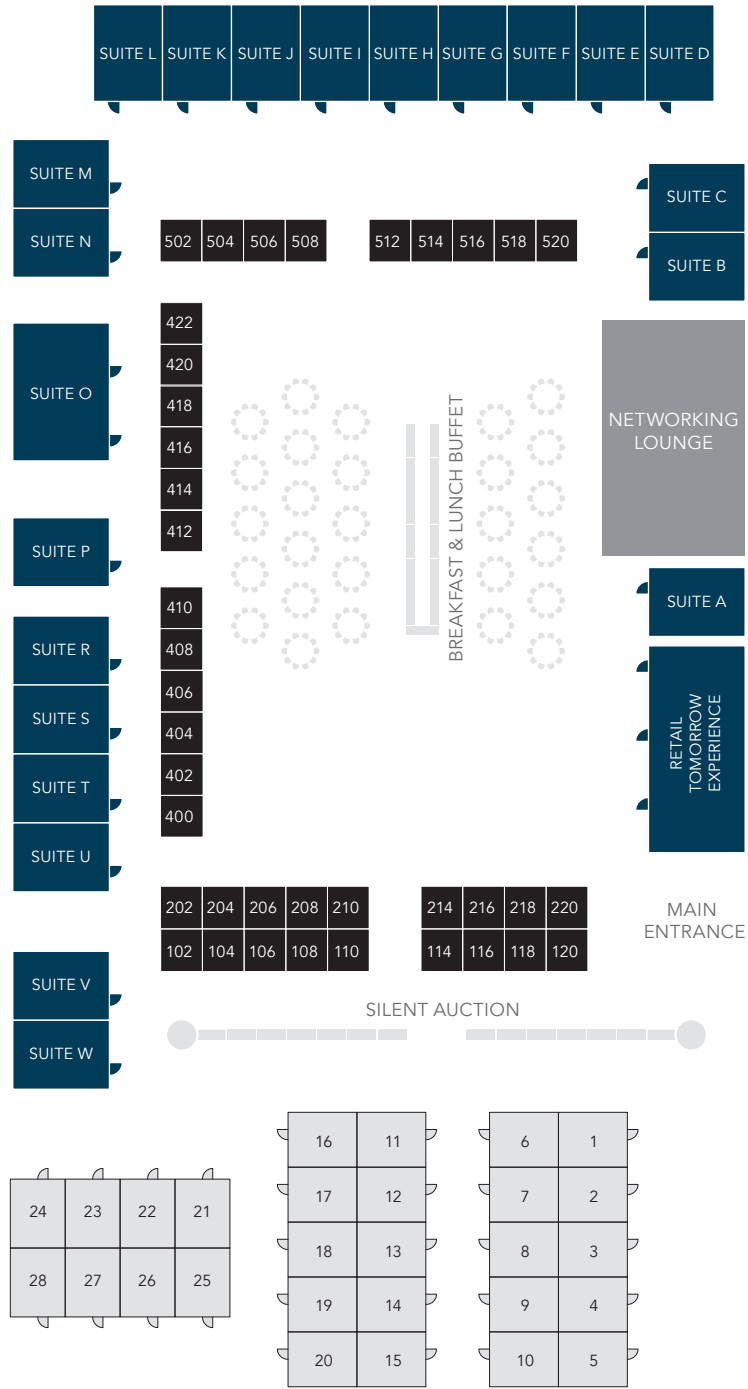 SUITE L
SUITE K
SUITE J
SUITE I
SUITE H
SUITE G
SUITE F
SUITE E
SUITE D
SUITE M
SUITE N
SUITE C
SUITE B
502
504
506
508
512
514
516
518
520
422
420
418
416
414
412
SUITE O
BREAKFAST & LUNCH BUFFET
NETWORKING
LOUNGE
SUITE P
410
408
406
404
402
400
SUITE A
SUITE R
SUITE S
SUITE T
SUITE U
RETAIL
TOMORROW
EXPERIENCE
202
204
206
208
210
214
216
218
220
102
104
106
108
110
114
116
118
120
MAIN
ENTRANCE
SUITE V
SUITE W
SILENT AUCTION
16
11
6
1
17
12
7
2
18
13
8
3
19
14
9
4
20
15
10
5
24
23
22
21
28
27
26
25